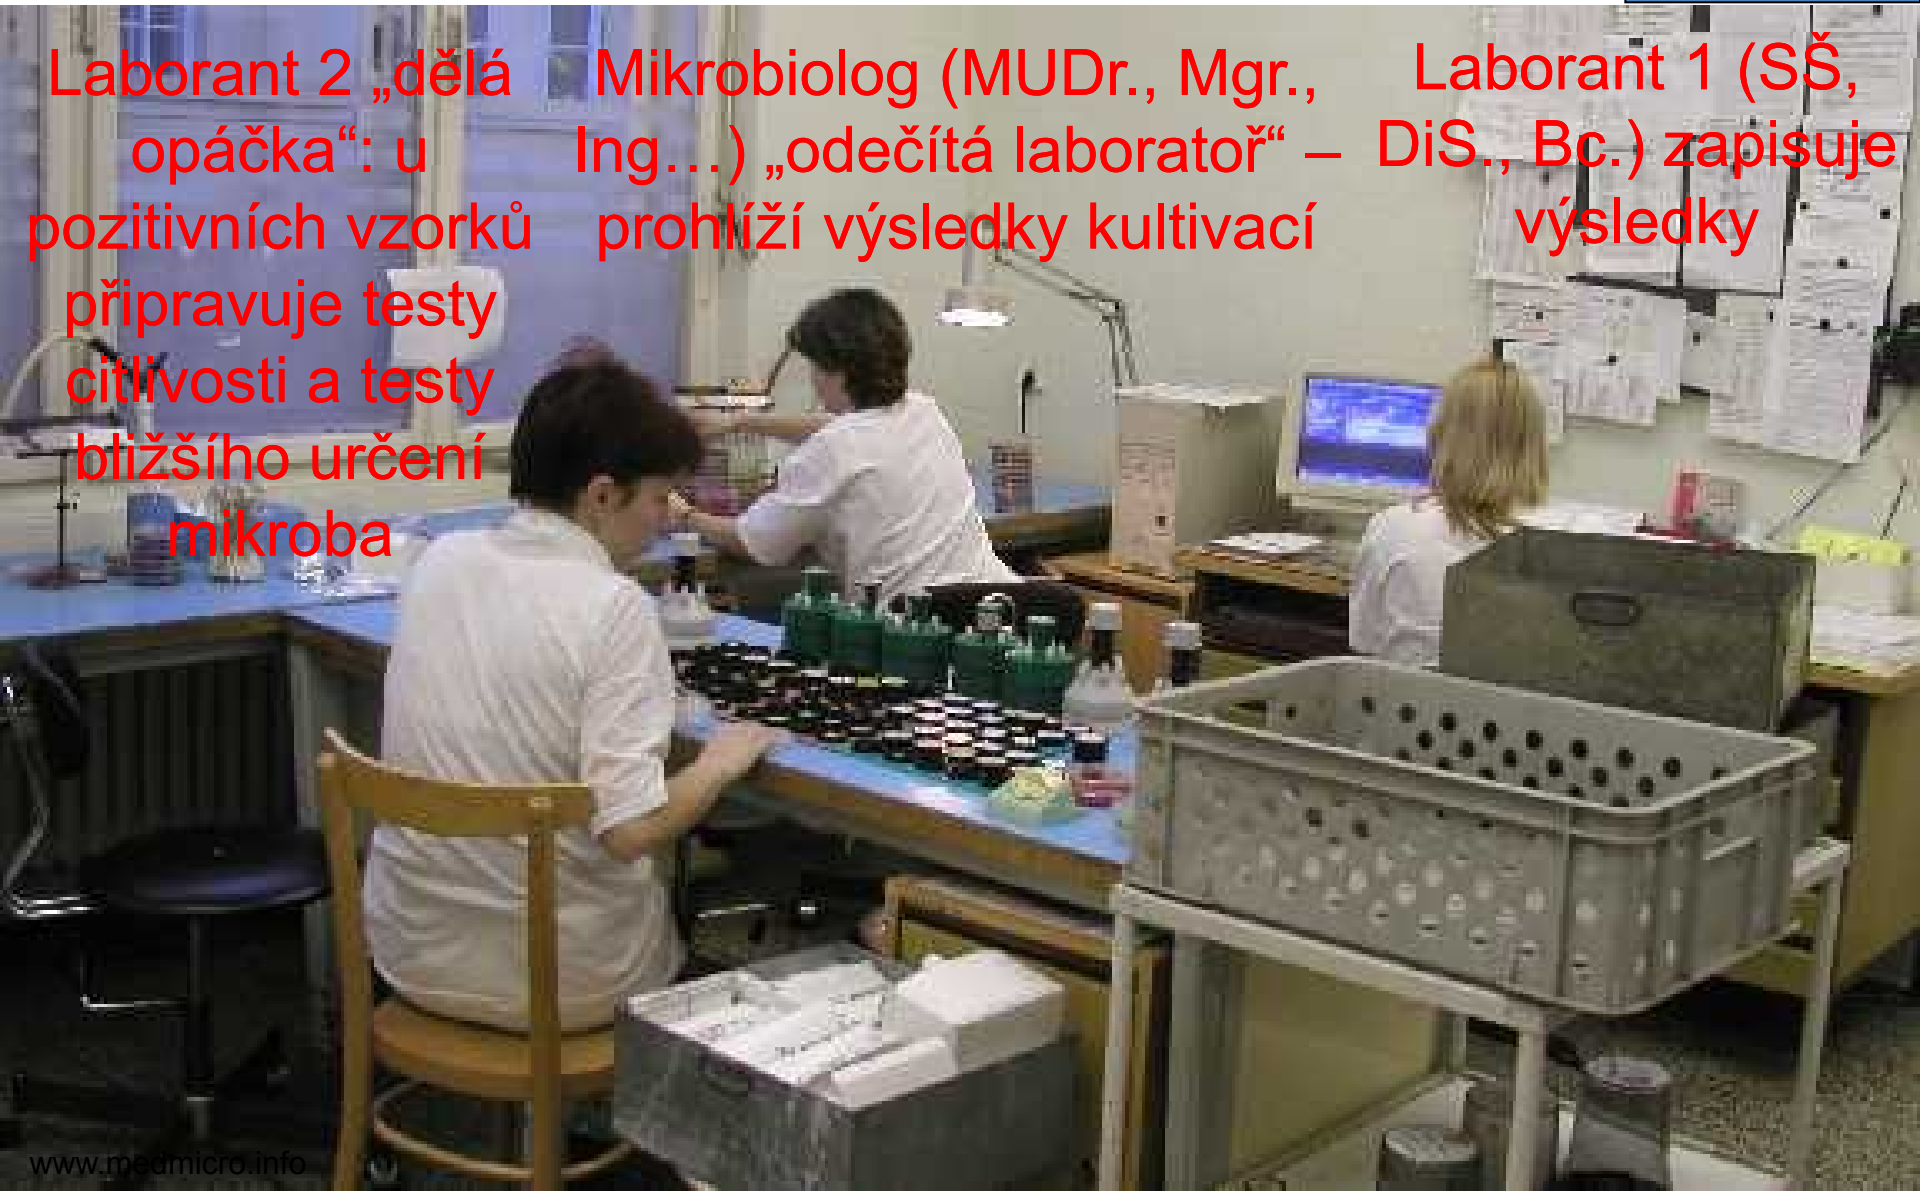 Laborant 2 „dělá
opáčka“: u
pozitivních vzorků
připravuje testy
citlivosti a testy
bližšího určení
mikroba
Mikrobiolog (MUDr., Mgr.,
Ing…) „odečítá laboratoř“ –
prohlíží výsledky kultivací
Laborant 1 (SŠ,
DiS., Bc.) zapisuje
výsledky
www.medmicro.info